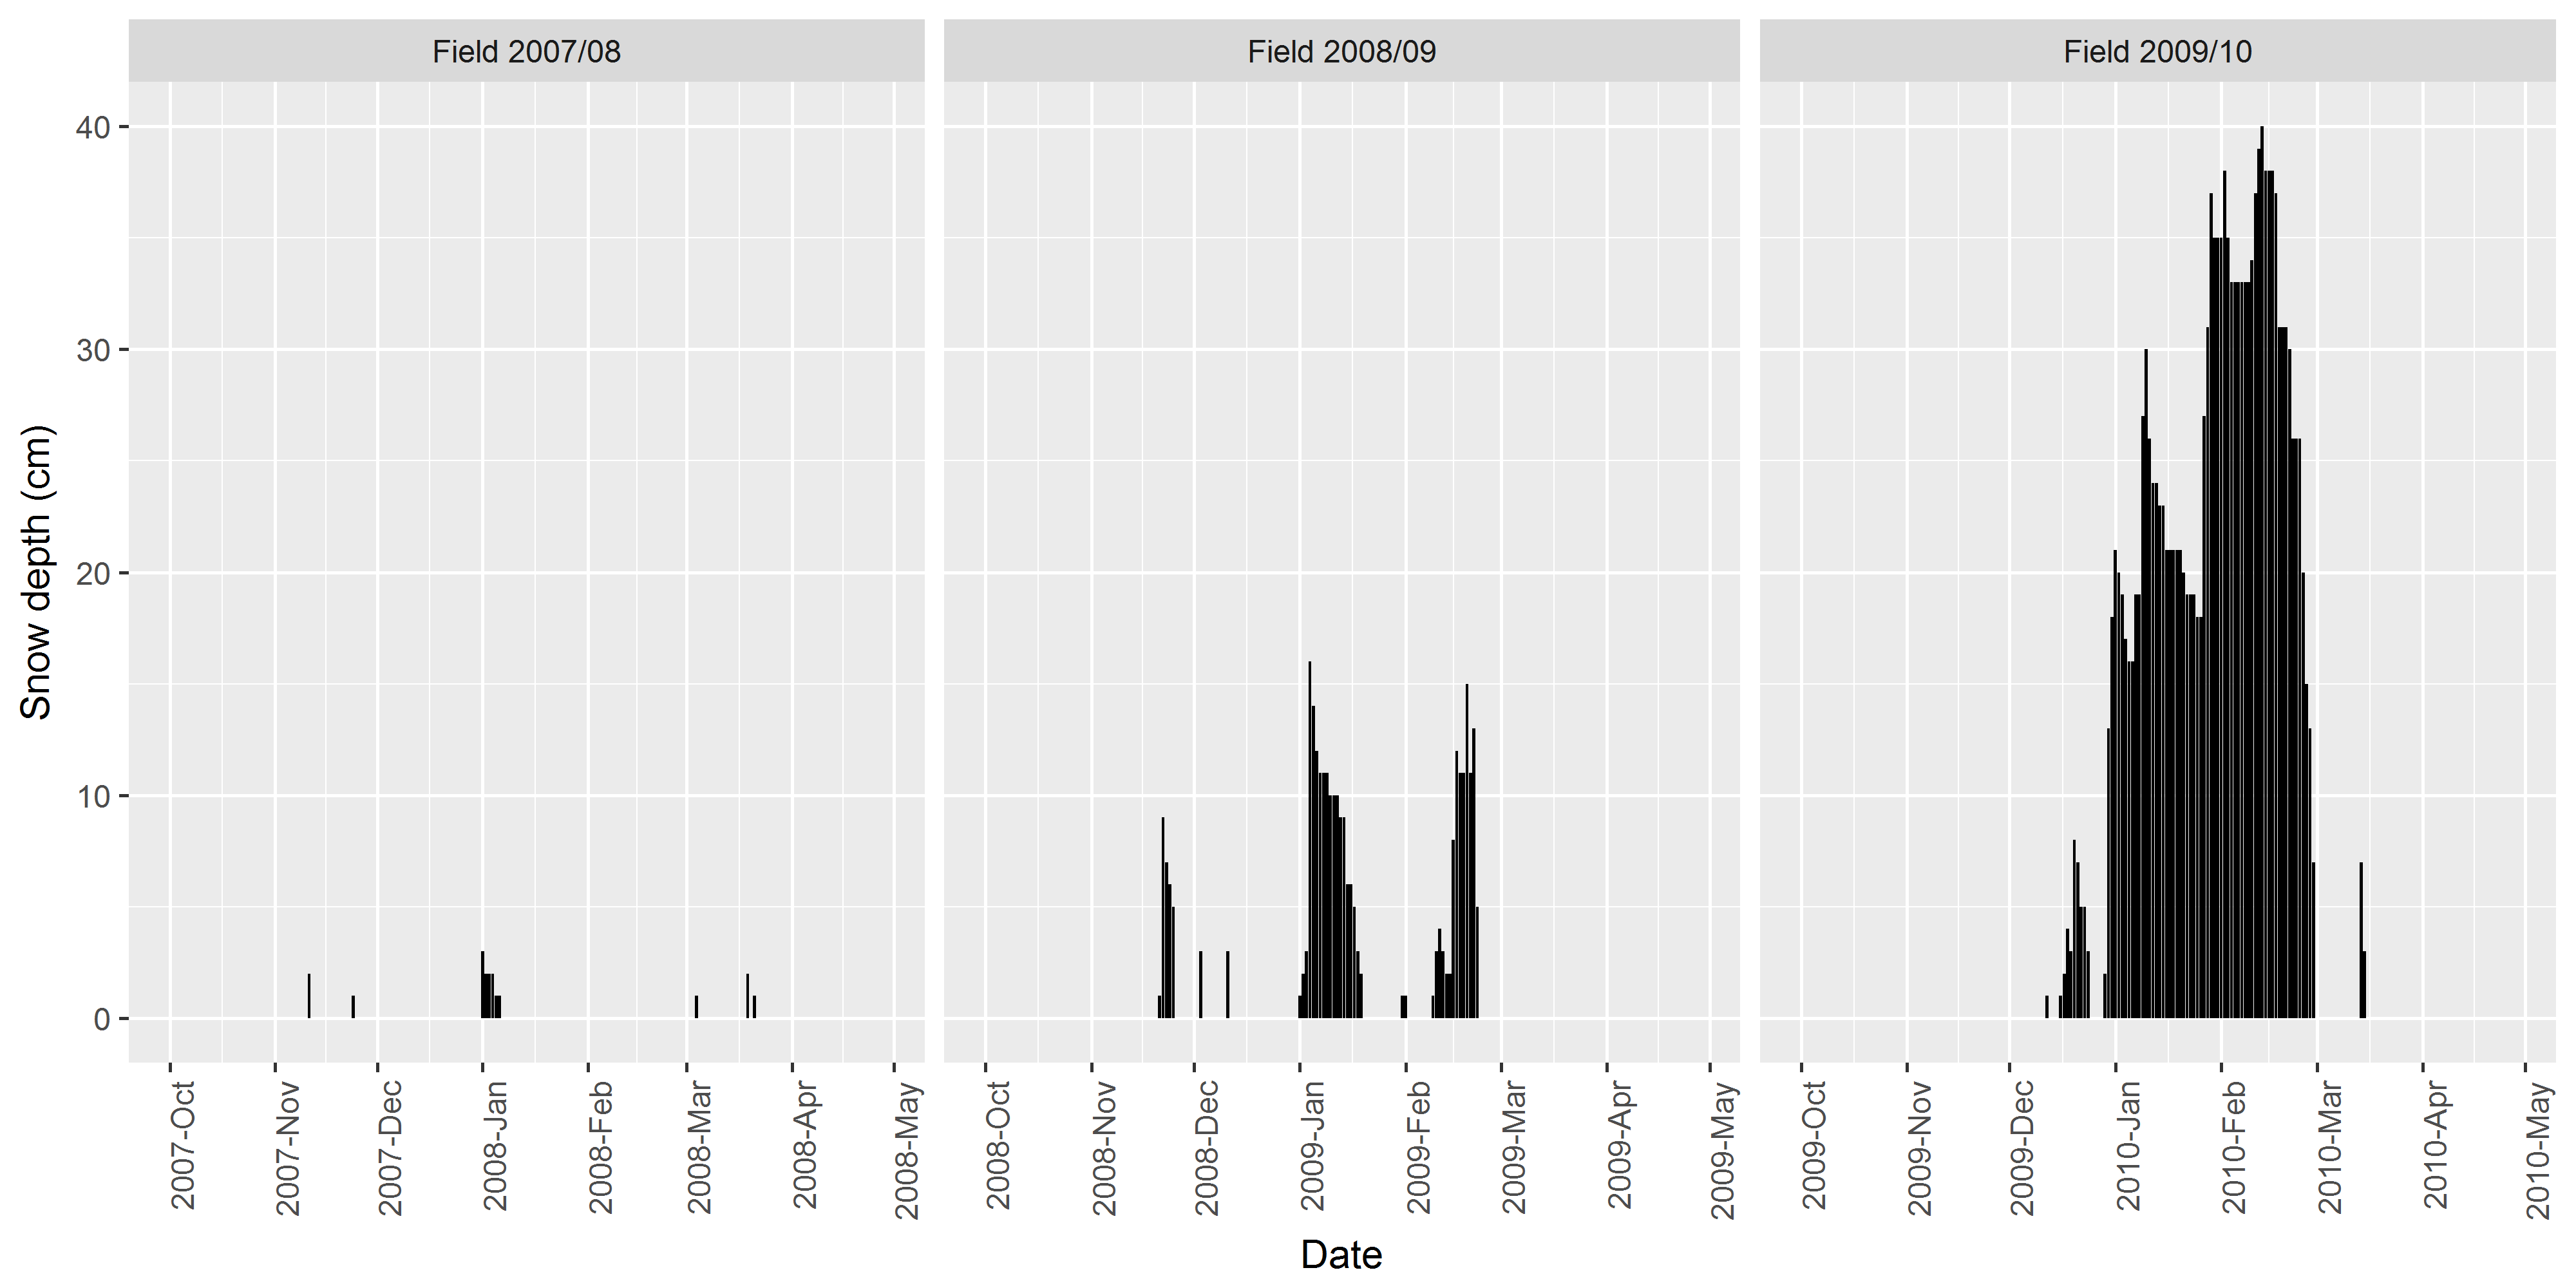 Field 2007/08
Field 2008/09
Field 2009/10
Snow depth (cm)
40
30
20
10
0
2007-Oct
2007-Nov
2007-Dec
2008-Jan
2008-Feb
2008-Mar
2008-Apr
2008-May
2008-Oct
2008-Nov
2008-Dec
2009-Jan
2009-Feb
2009-Mar
2009-Apr
2009-May
2009-Oct
2009-Nov
2009-Dec
2010-Jan
2010-Feb
2010-Mar
2010-Apr
2010-May
Date